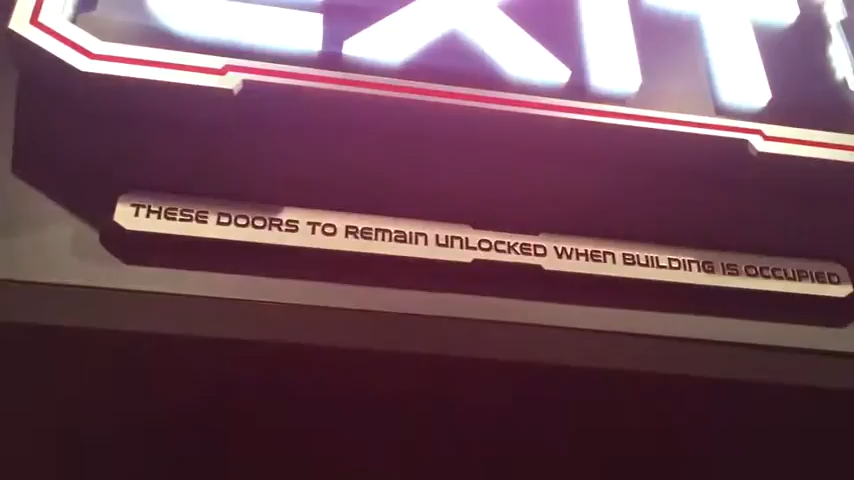 EXIT
THESE DOORS TO REMAIN UNLOCKED WHEN BUILDING IS OCCUPIED